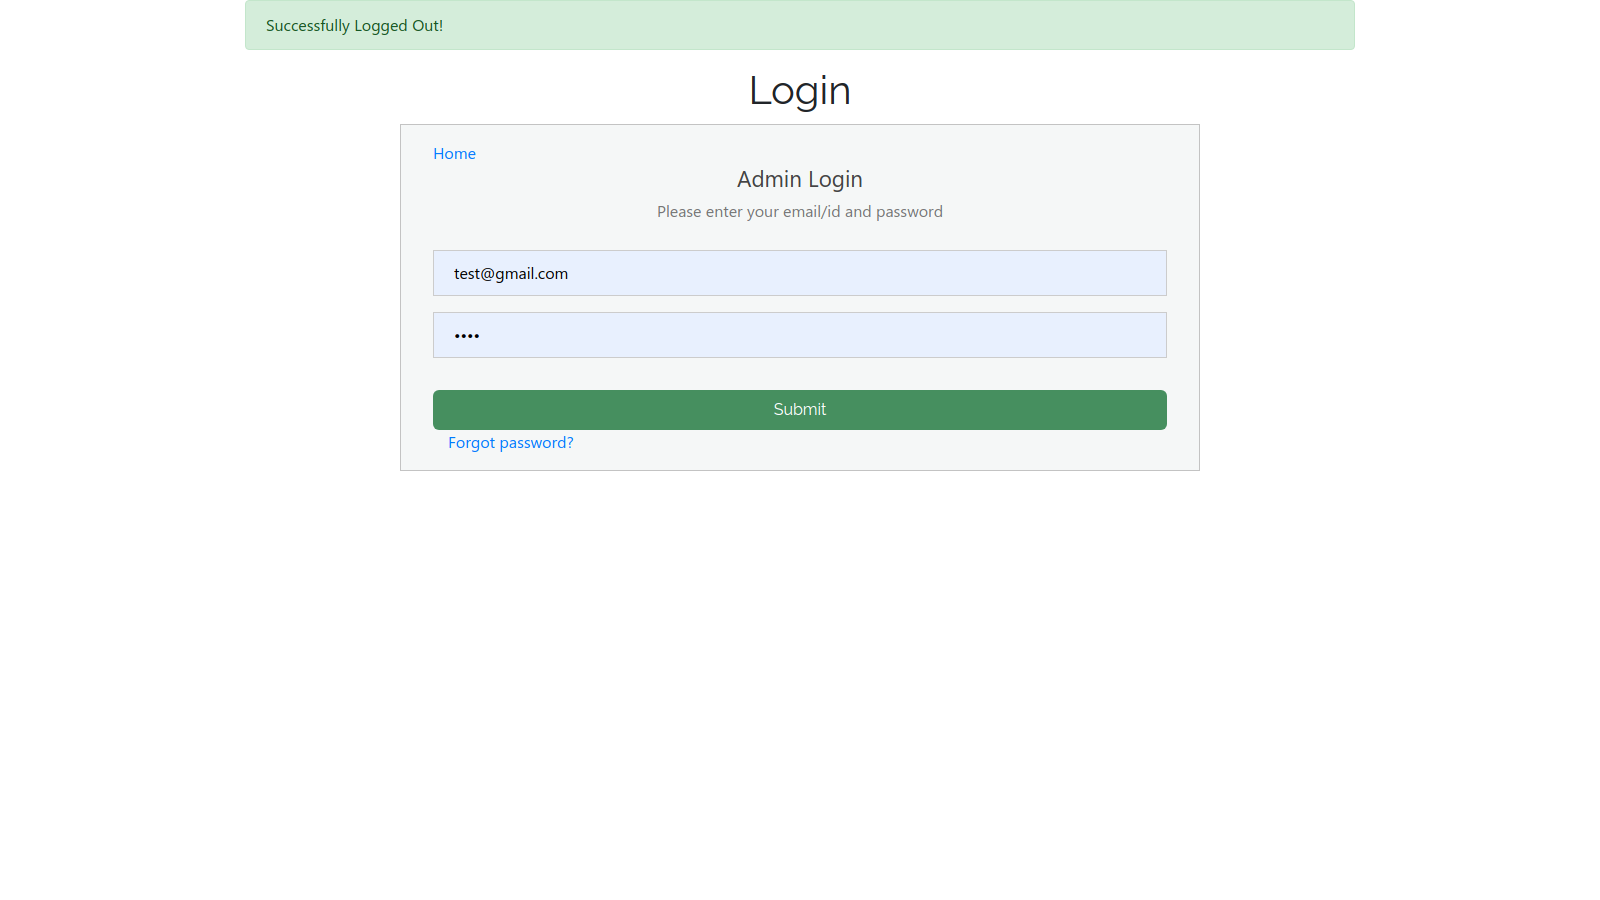 Successfully Logged Out!
Login
Home
Admin Login
Please enter your email/id and password
test@gmail.com
••••
Submit
Forgot password?